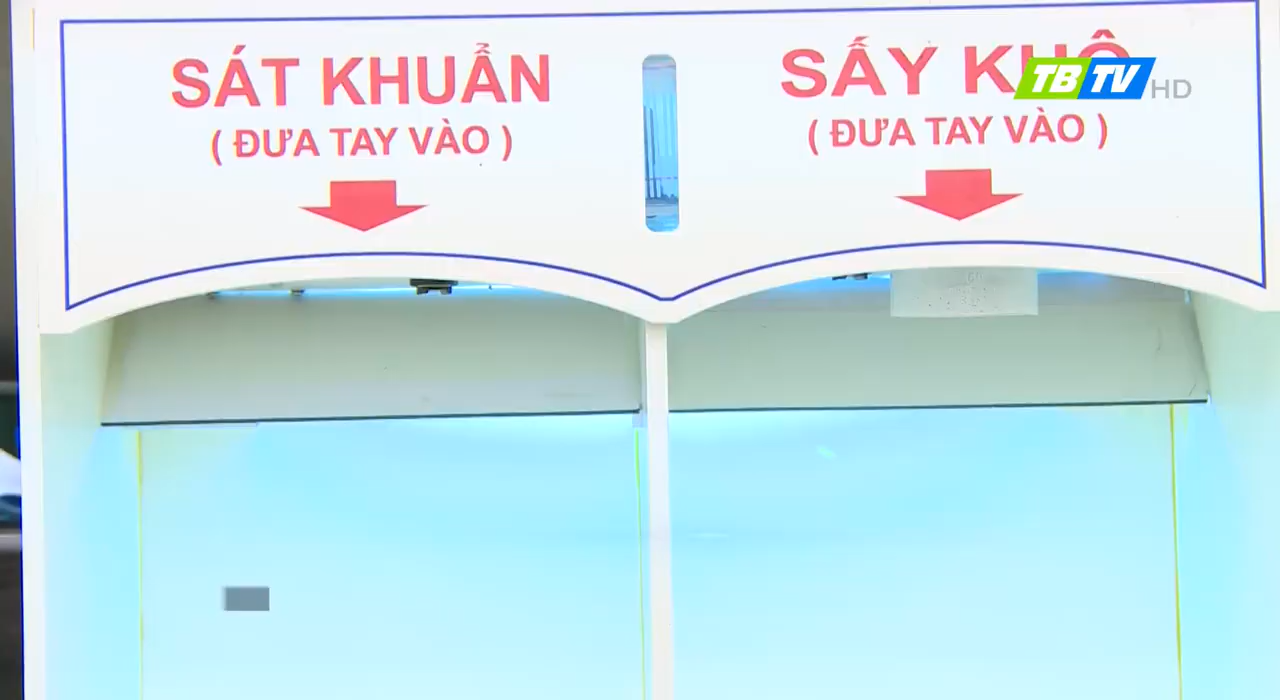 SÁT KHUẨN
( ĐƯA TAY VÀO )
SẤY KHÔ
( ĐƯA TAY VÀO )
TBTV HD